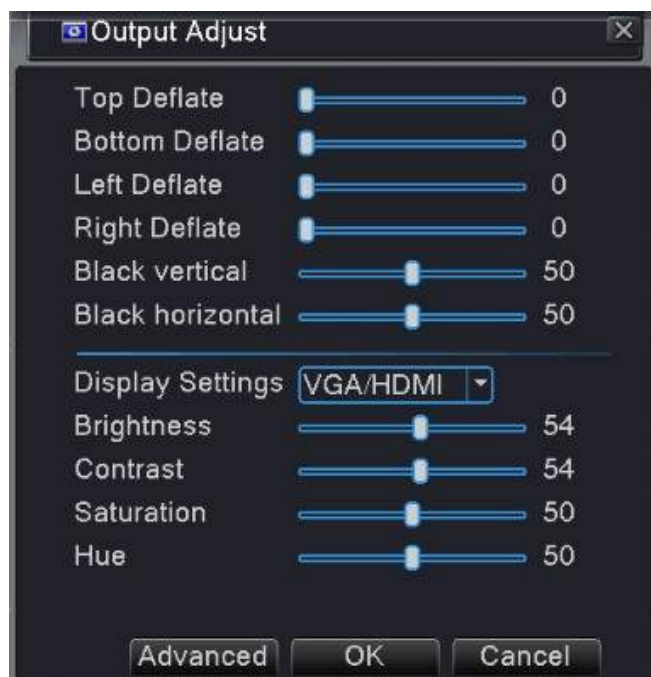 Output Adjust
Top Deflate 0
Bottom Deflate 0
Left Deflate 0
Right Deflate 0
Black vertical 50
Black horizontal 50
Display Settings VGA/HDMI
Brightness 54
Contrast 54
Saturation 50
Hue 50
Advanced OK Cancel